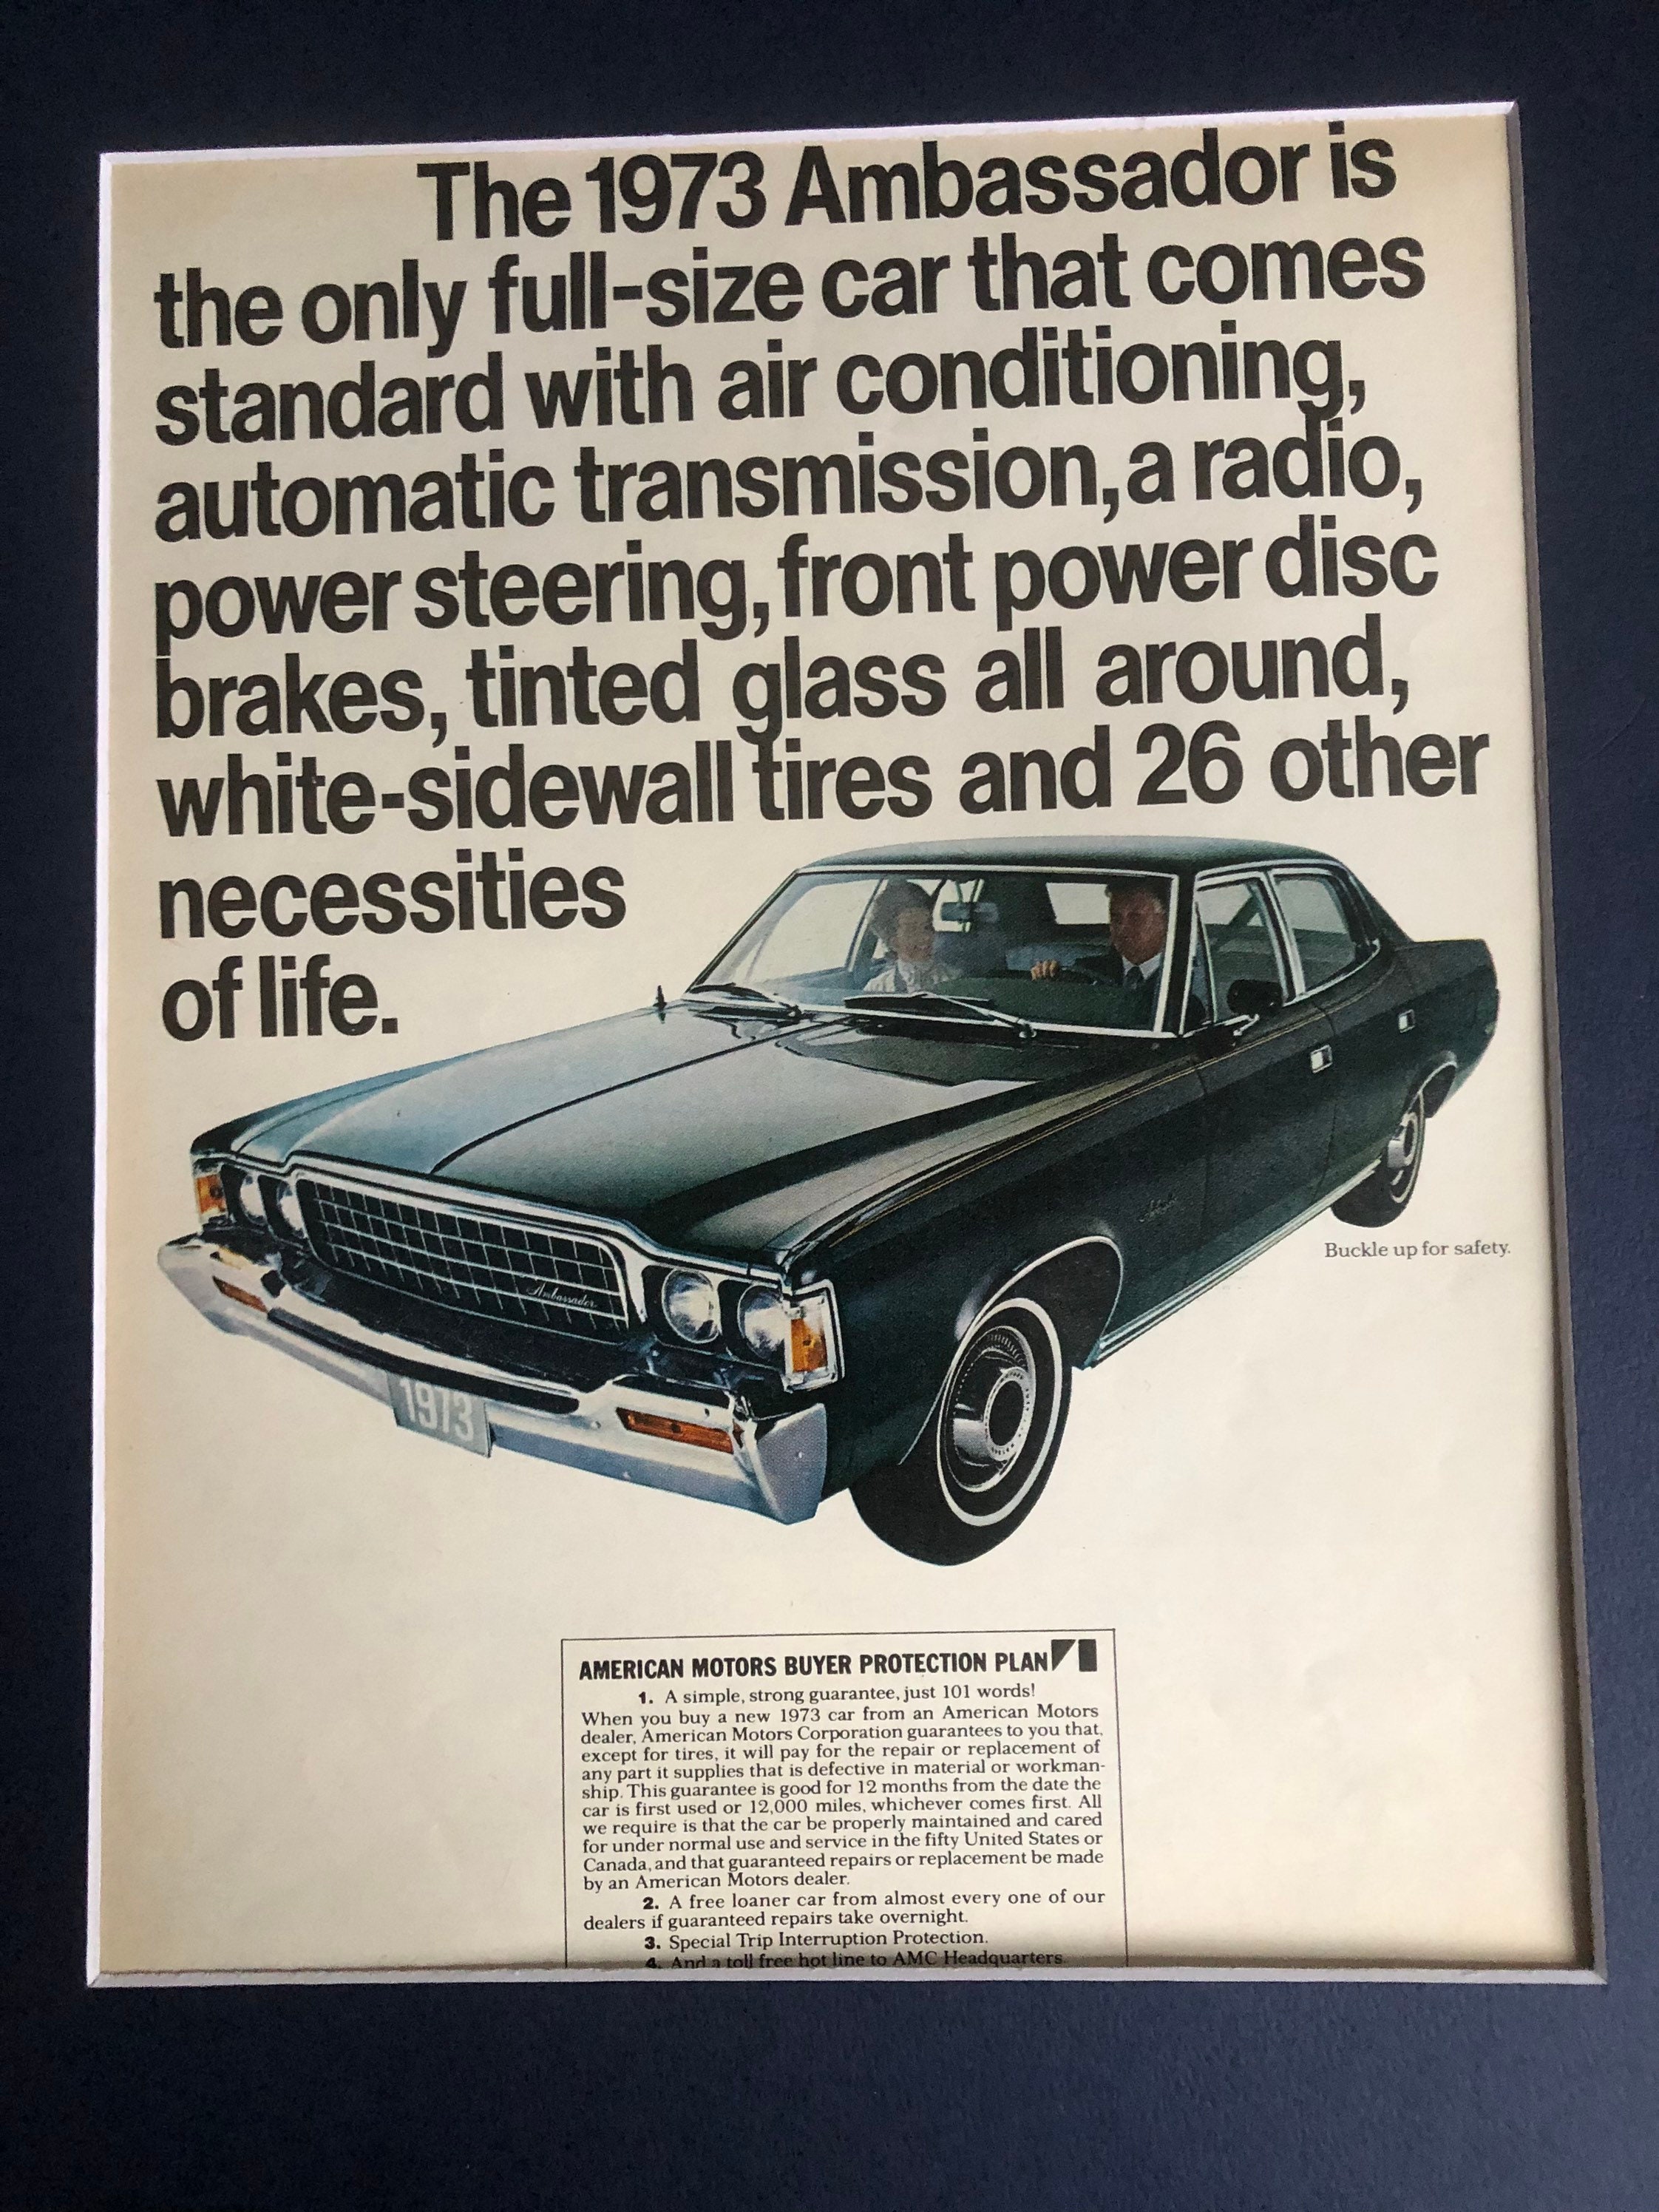 The 1973 Ambassador is
the only full-size car that comes
standard with air conditioning,
automatic transmission, a radio,
power steering, front power disc
brakes, tinted glass all around,
white-sidewall tires and 26 other
necessities
of life.
Buckle up for safety.
Ambassador
1973
AMERICAN MOTORS BUYER PROTECTION PLAN
1. A simple, strong guarantee, just 101 words!
When you buy a new 1973 car from an American Motors
dealer, American Motors Corporation guarantees to you that,
except for tires, it will pay for the repair or replacement of
any part it supplies that is defective in material or workman-
ship. This guarantee is good for 12 months from the date the
car is first used or 12,000 miles, whichever comes first. All
we require is that the car be properly maintained and cared
for under normal use and service in the fifty United States or
Canada, and that guaranteed repairs or replacement be made
by an American Motors dealer.
2. A free loaner car from almost every one of our
dealers if guaranteed repairs take overnight.
3. Special Trip Interruption Protection.
4. And a toll free hot line to AMC Headquarters.